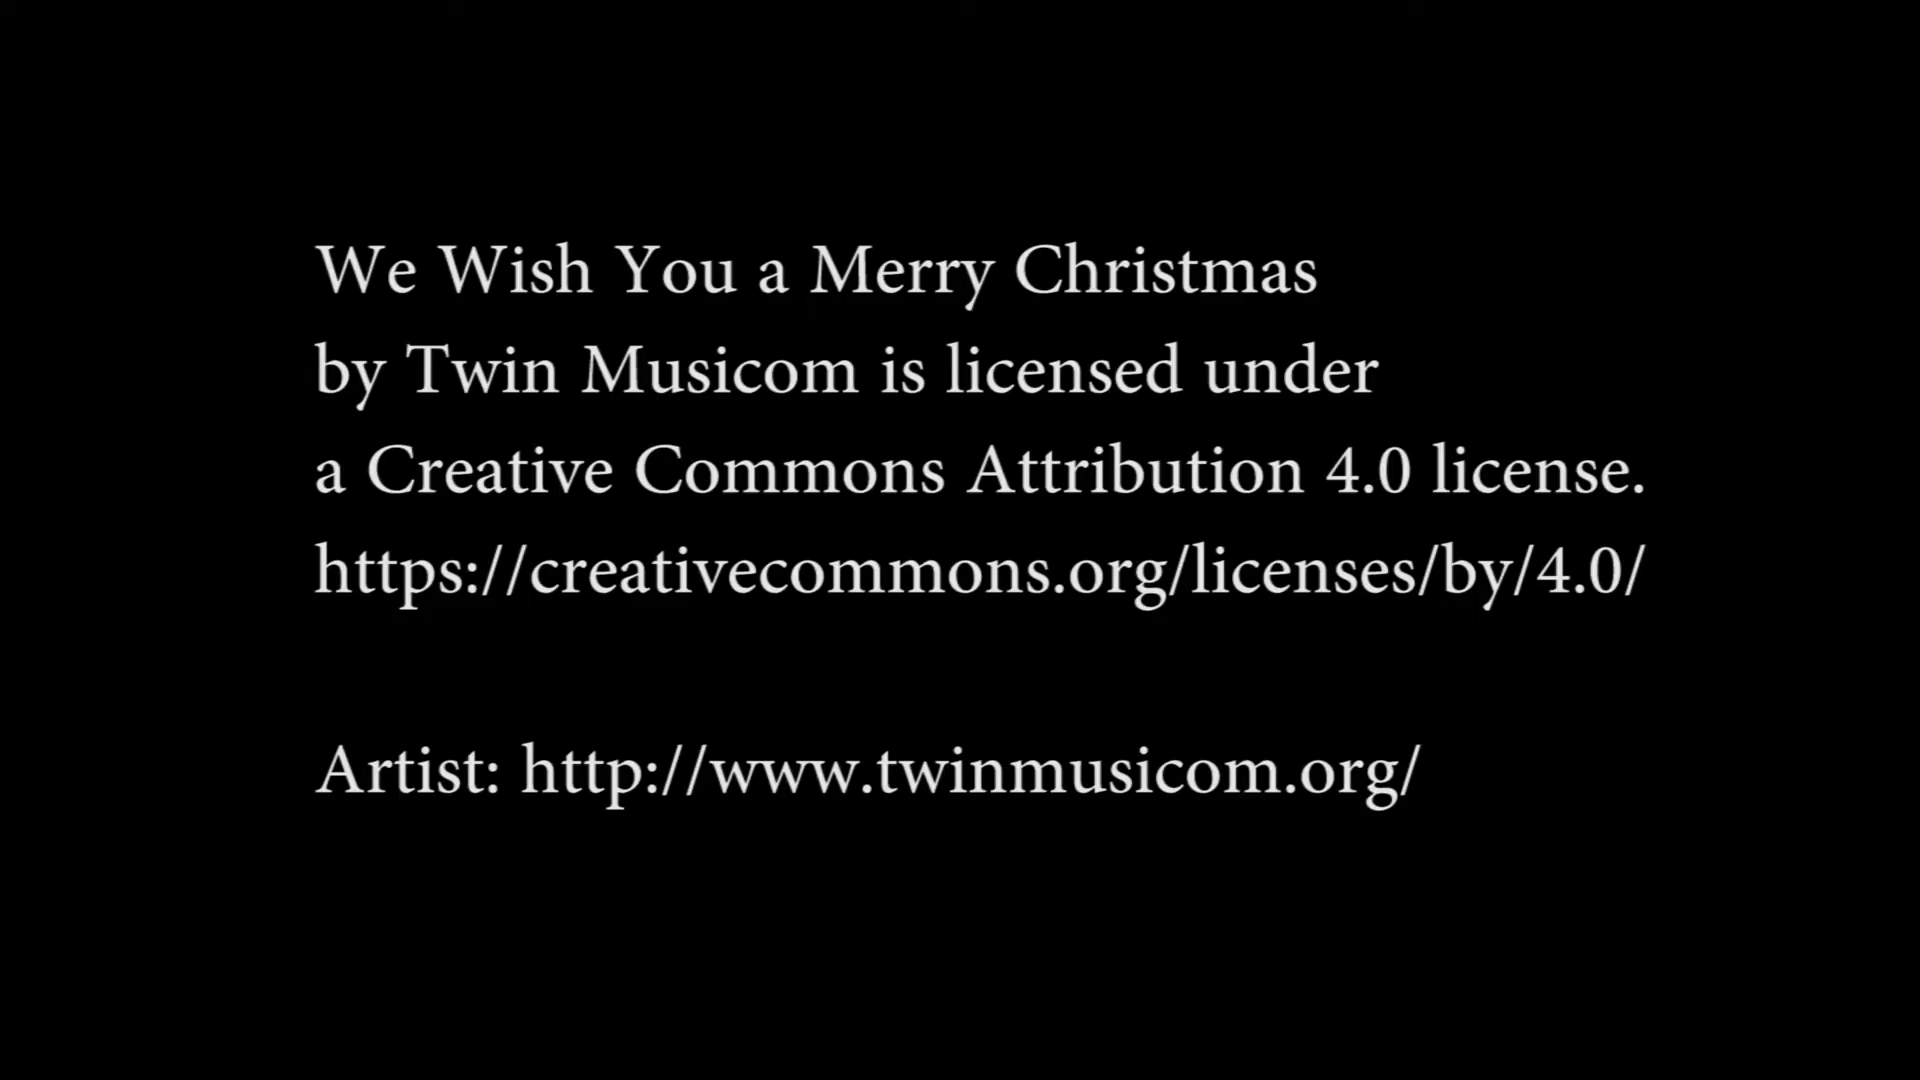 We Wish You a Merry Christmas
by Twin Musicom is licensed under
a Creative Commons Attribution 4.0 license.
https://creativecommons.org/licenses/by/4.0/
Artist: http://www.twinmusicom.org/